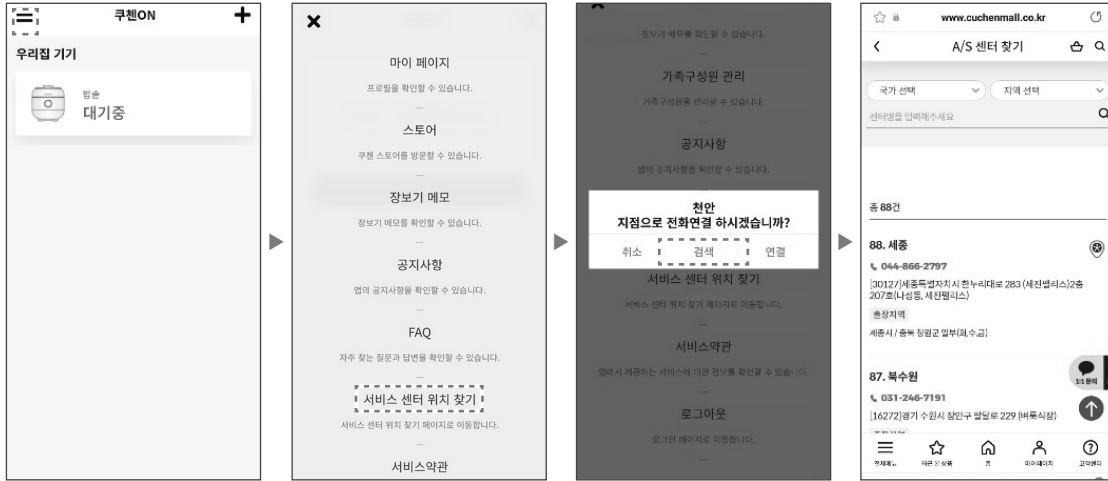 쿠첸ON
우리집 기기
밥솥
대기중
마이 페이지
프로필을 확인할 수 있습니다.
스토어
쿠첸 스토어를 방문할 수 있습니다.
장보기 메모
장보기 메모를 확인할 수 있습니다.
공지사항
앱의 공지사항을 확인할 수 있습니다.
FAQ
자주 찾는 질문과 답변을 확인할 수 있습니다.
서비스 센터 위치 찾기
서비스 센터 위치 찾기 페이지로 이동합니다.
서비스약관
장보기 메모를 확인할 수 있습니다.
가족구성원 관리
가족구성원을 관리할 수 있습니다.
공지사항
앱의 공지사항을 확인할 수 있습니다.
천안
지점으로 전화연결 하시겠습니까?
취소 검색 연결
서비스 센터 위치 찾기
서비스 센터 위치 찾기 페이지로 이동합니다.
서비스약관
앱에서 제공하는 서비스에 대한 정보를 확인할 수 있습니다.
로그아웃
로그인 페이지로 이동합니다.
www.cuchenmall.co.kr
A/S 센터 찾기
국가 선택 지역 선택
센터명을 입력해주세요
총 88건
88. 세종
044-866-2797
[30127]세종특별자치시 한누리대로 283 (세진밸리스)2층
207호(나성동, 세진팰리스)
출장지역
세종시 / 충북 청원군 일부(화,수,금)
87. 북수원
1:1 문의
031-246-7191
[16272]경기 수원시 장안구 팔달로 229 (벼룩식장)
전체메뉴 최근 본 상품 홈 마이페이지 고객센터